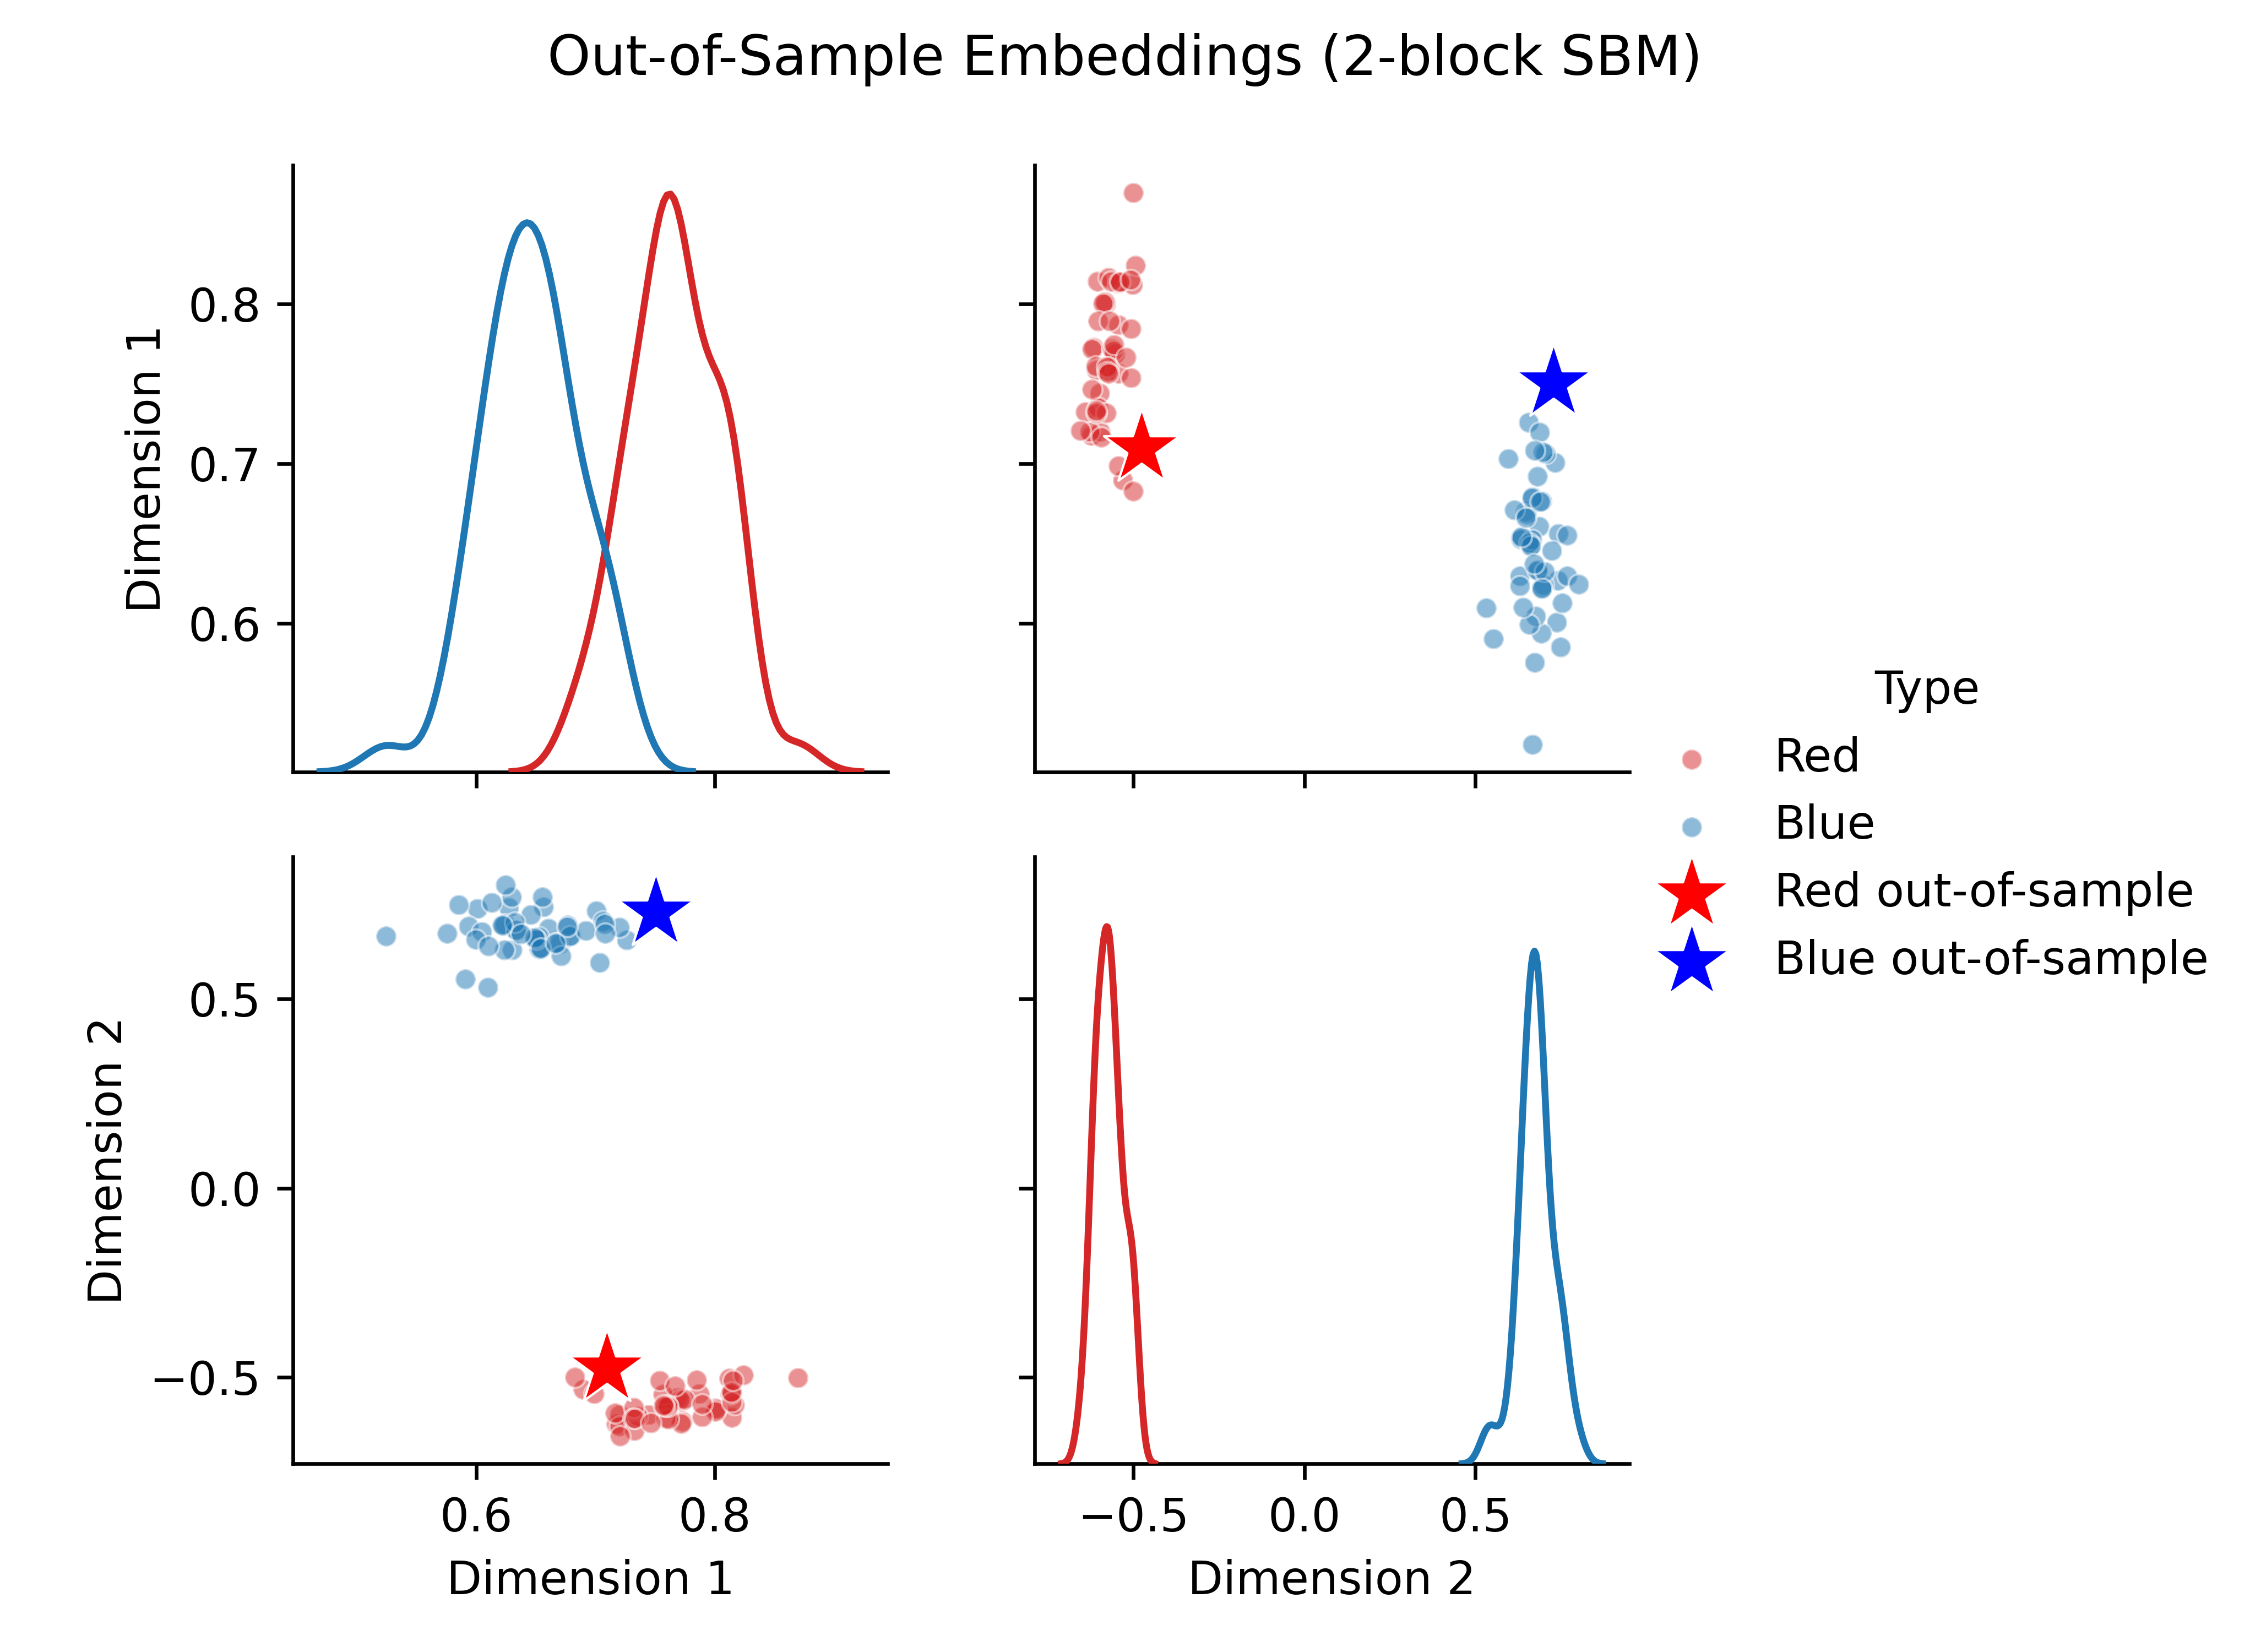 Out-of-Sample Embeddings (2-block SBM)
Dimension 1
0.8
0.7
0.6
Type
Red
Blue
Red out-of-sample
Blue out-of-sample
Dimension 2
0.5
0.0
−0.5
0.6 0.8
−0.5 0.0 0.5
Dimension 1
Dimension 2